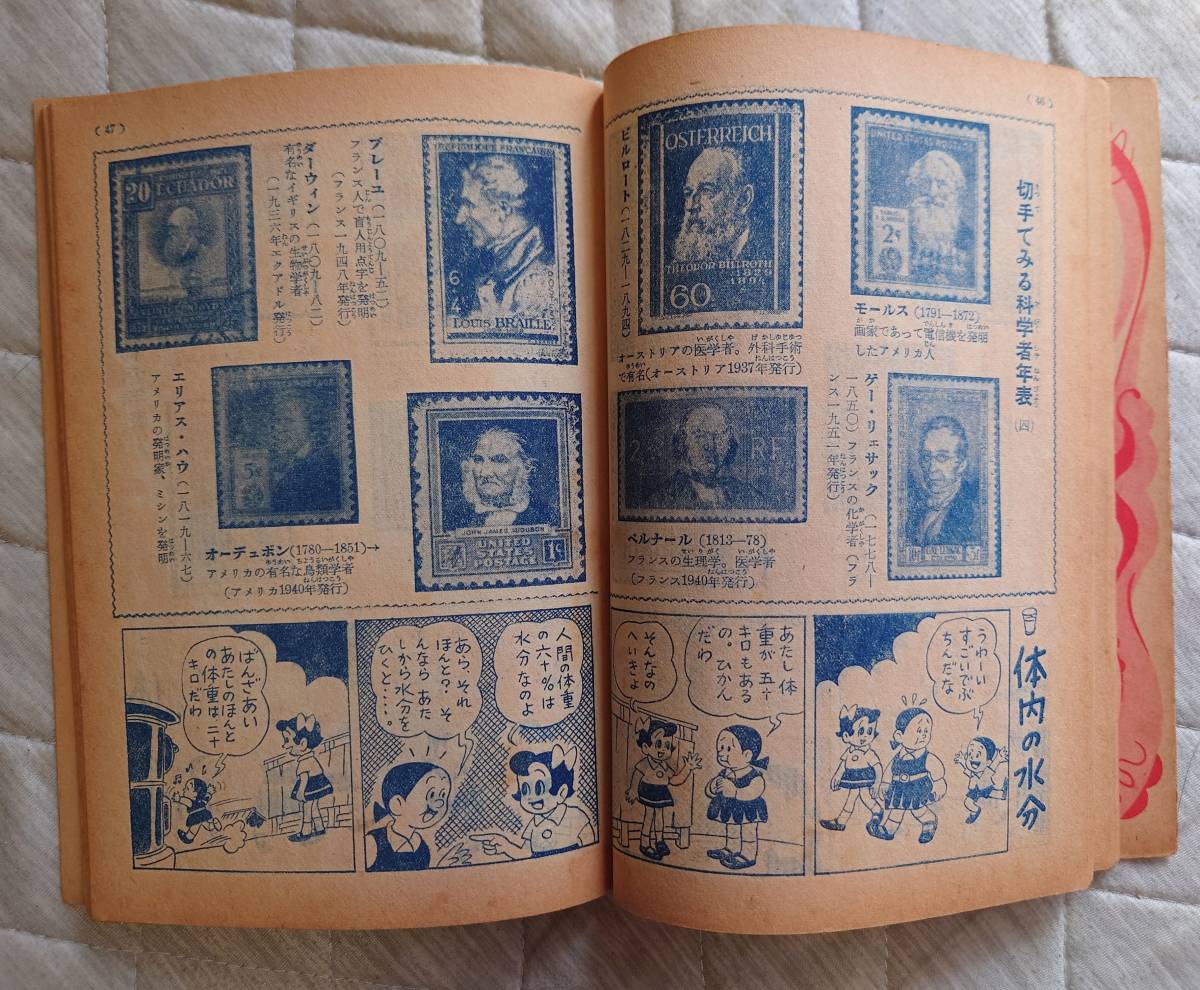 (46)
切手てみる科学者年表(四)
UNITED STATES POSTAGE
2¢
モールス(1791—1872)
画家であって電信機を発明
したアメリカ人
ÖSTERREICH
THEODOR BILLROTH
1829
1894
60
ビルロート(一八二九—一八九四)
オーストリアの医学者。外科手術
で有名(オーストリア1937年発行)
ゲー・リェサック(一七七八—
一八五〇)フランスの化学者(フラ
ンス一九五一年発行)
RF
ベルナール(1813—78)
フランスの生理学。医学者
(フランス1940年発行)
体内の水分
うわーい
すごいでぶ
ちんだな
あたし体
重が五十
キロもある
の。ひかん
だわ
そんなの
へいきよ
(47)
REPUBLIQUE FRANÇAISE
6
4
LOUIS BRAILLE
ブレーユ(一八〇九—五二)
フランス人で盲人用点字を発明
(フランス一九四八年発行)
20
ECUADOR
ダーウィン(一八〇九—八二)
有名なイギリスの生物学者
(一九三六年エクアドル発行)
JOHN JAMES AUDUBON
UNITED
STATES
POSTAGE
1¢
オーデュボン(1780—1851)→
アメリカの有名な鳥類学者
(アメリカ1940年発行)
5¢
エリアス・ハウ(一八一九—六七)
アメリカの発明家、ミシンを発明
人間の体重
の六十%は
水分なのよ
あら、それ
ほんと?そ
んなら あた
しから水分を
ひくと・・・・。
ばんざあい
あたしのほんと
の体重は二十
キロだわ